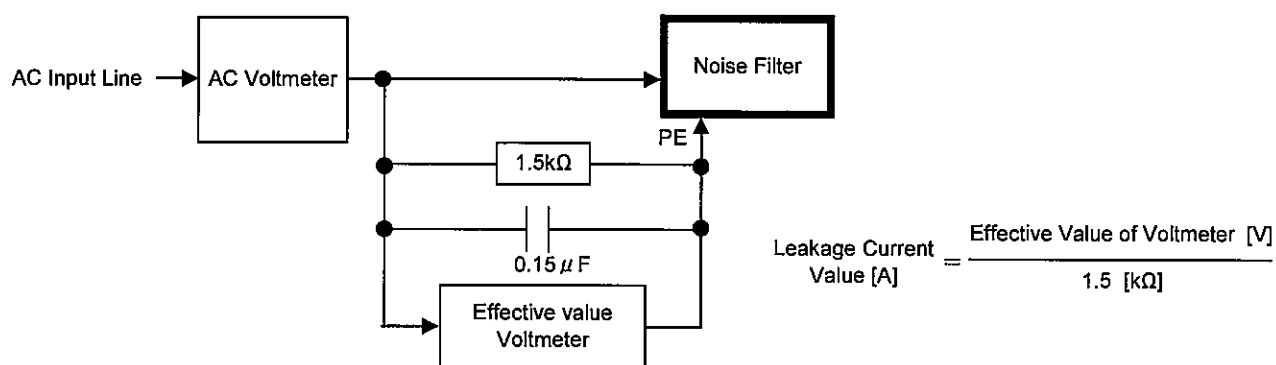 AC Input Line
AC Voltmeter
Noise Filter
PE
1.5kΩ
0.15μF
Effective value
Voltmeter
Leakage Current
Value [A]
=
Effective Value of Voltmeter [V]
1.5 [kΩ]